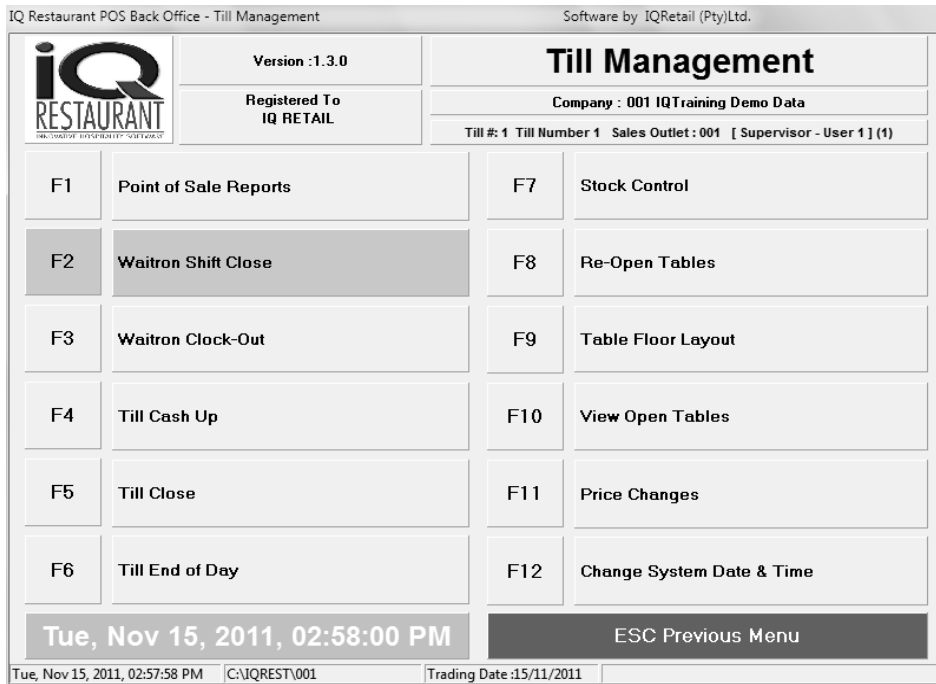 IQ Restaurant POS Back Office - Till Management
Software by IQRetail (Pty)Ltd.
iQ
RESTAURANT
INNOVATIVE HOSPITALITY SOFTWARE
Version :1.3.0
Registered To
IQ RETAIL
Till Management
Company : 001 IQTraining Demo Data
Till #: 1 Till Number 1 Sales Outlet : 001 [ Supervisor - User 1 ] (1)
F1 Point of Sale Reports
F2 Waitron Shift Close
F3 Waitron Clock-Out
F4 Till Cash Up
F5 Till Close
F6 Till End of Day
F7 Stock Control
F8 Re-Open Tables
F9 Table Floor Layout
F10 View Open Tables
F11 Price Changes
F12 Change System Date & Time
Tue, Nov 15, 2011, 02:58:00 PM
ESC Previous Menu
Tue, Nov 15, 2011, 02:57:58 PM C:\IQREST\001 Trading Date :15/11/2011